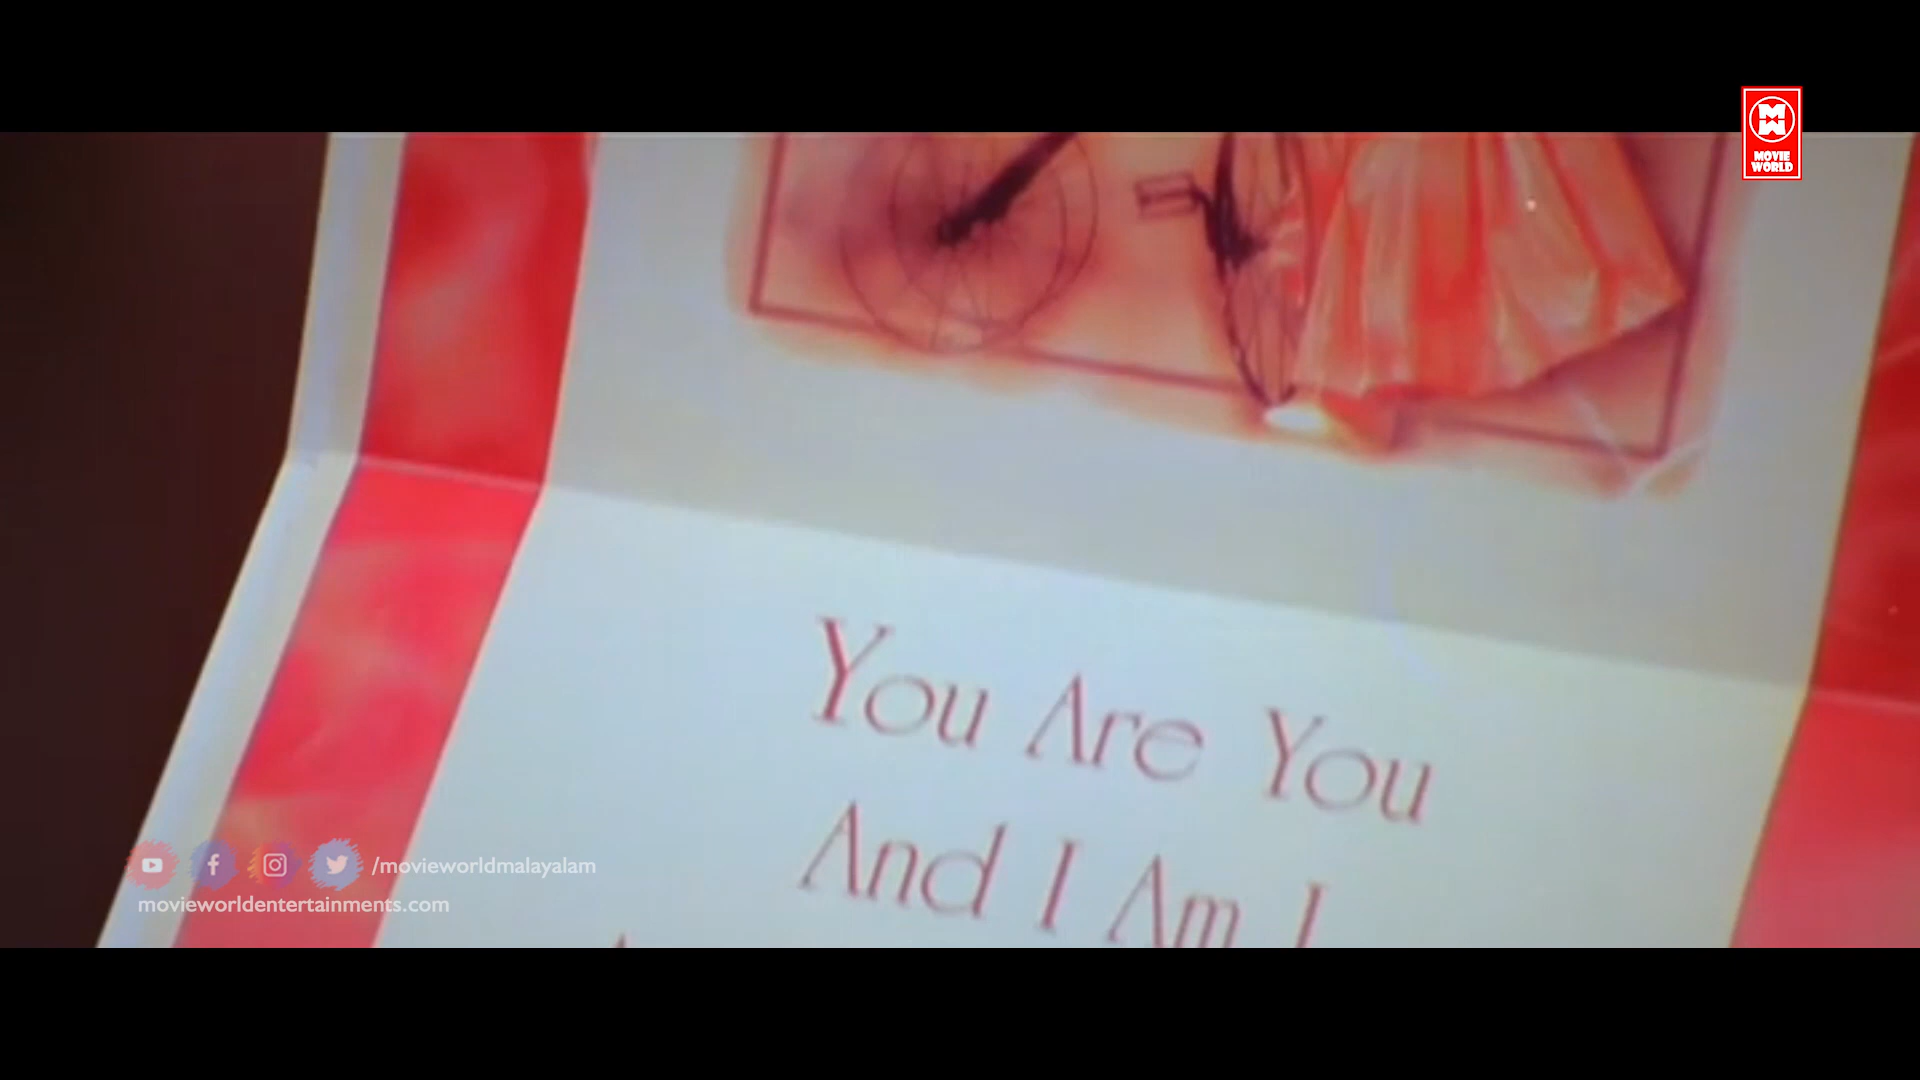 MOVIE
WORLD
You Are You
And I Am I
/movieworldmalayalam
movieworldentertainments.com